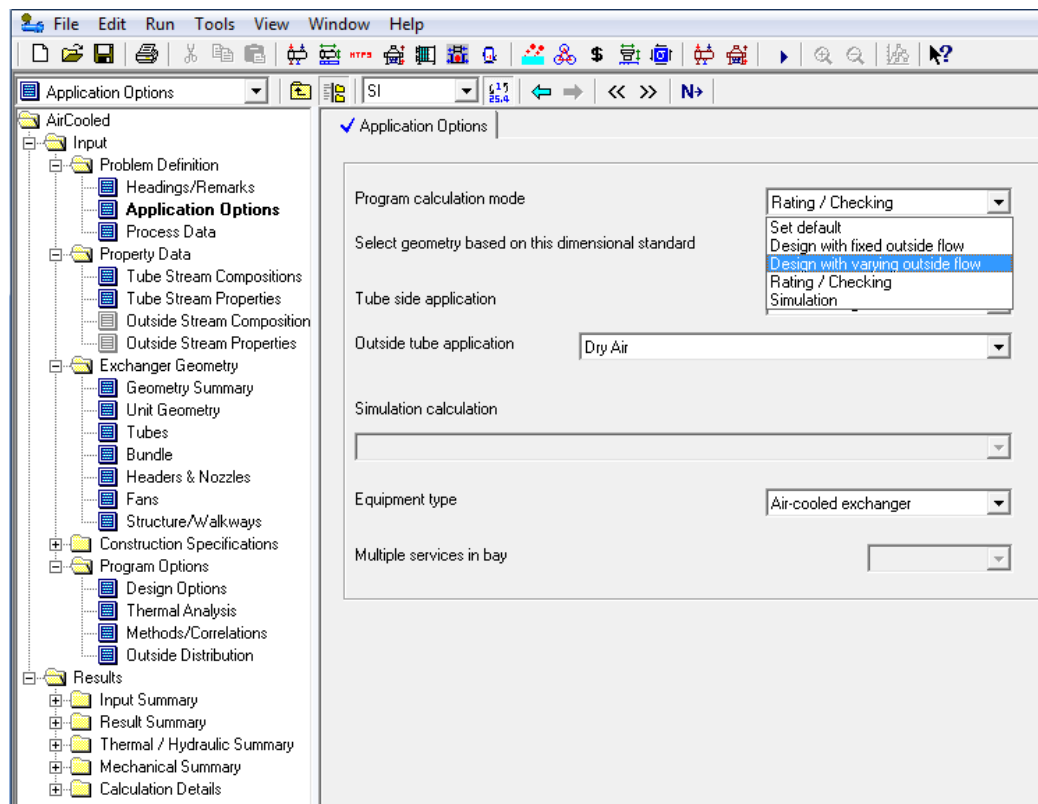 File Edit Run Tools View Window Help
HTFS $ ?
Application Options SI 25.4 N
AirCooled
Input
Problem Definition
Headings/Remarks
Application Options
Process Data
Property Data
Tube Stream Compositions
Tube Stream Properties
Outside Stream Composition
Outside Stream Properties
Exchanger Geometry
Geometry Summary
Unit Geometry
Tubes
Bundle
Headers & Nozzles
Fans
Structure/Walkways
Construction Specifications
Program Options
Design Options
Thermal Analysis
Methods/Correlations
Outside Distribution
Results
Input Summary
Result Summary
Thermal / Hydraulic Summary
Mechanical Summary
Calculation Details
Application Options
Program calculation mode Rating / Checking
Set default
Design with fixed outside flow
Design with varying outside flow
Rating / Checking
Simulation
Select geometry based on this dimensional standard
Tube side application
Outside tube application Dry Air
Simulation calculation
Equipment type Air-cooled exchanger
Multiple services in bay